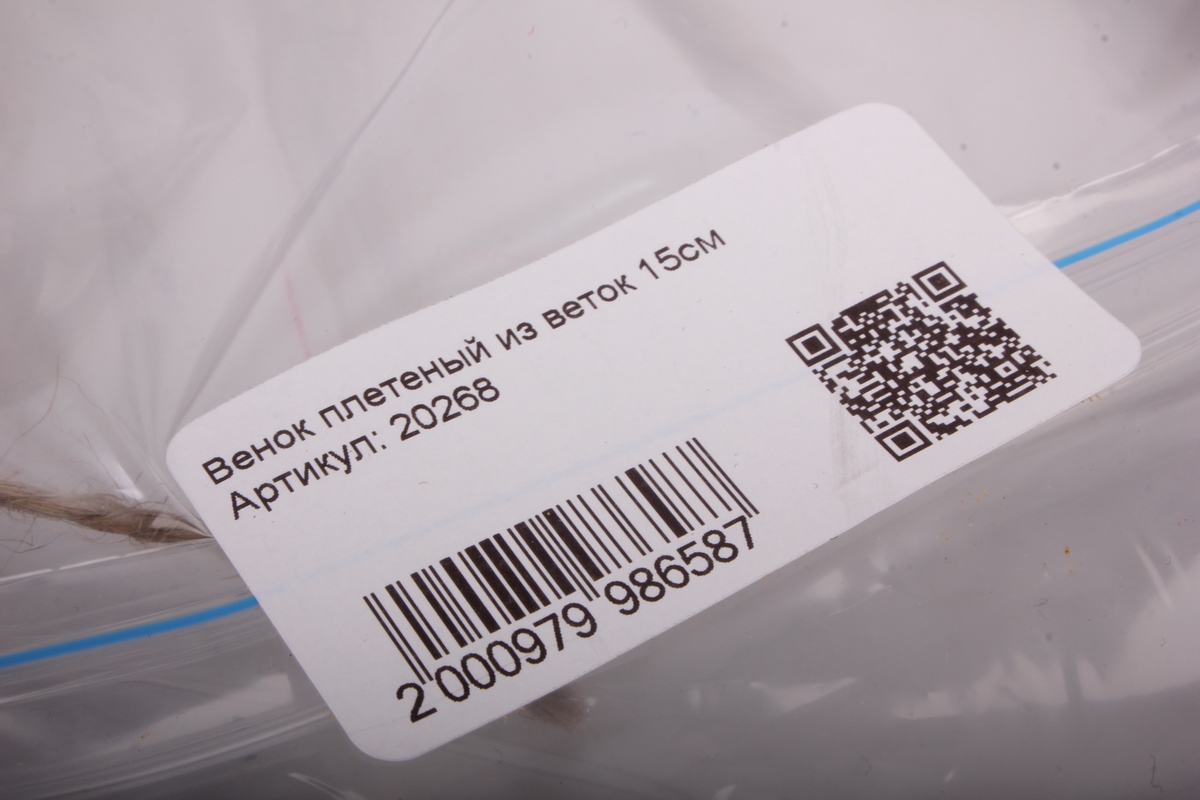 Венок плетеный из веток 15см
Артикул: 20268
2 000979 986587